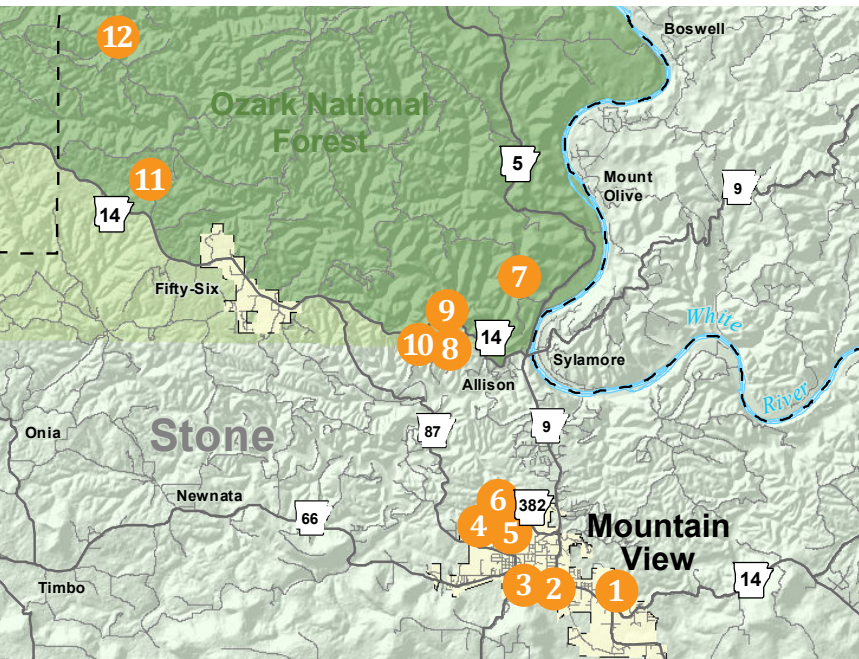 12
Boswell
Ozark National
Forest
5
Mount
Olive
9
11
14
7
Fifty-Six
9
14
10
8
White
Sylamore
Allison
River
Onia
Stone
87
9
Newnata
66
6
382
4
5
Mountain
View
Timbo
3
2
1
14